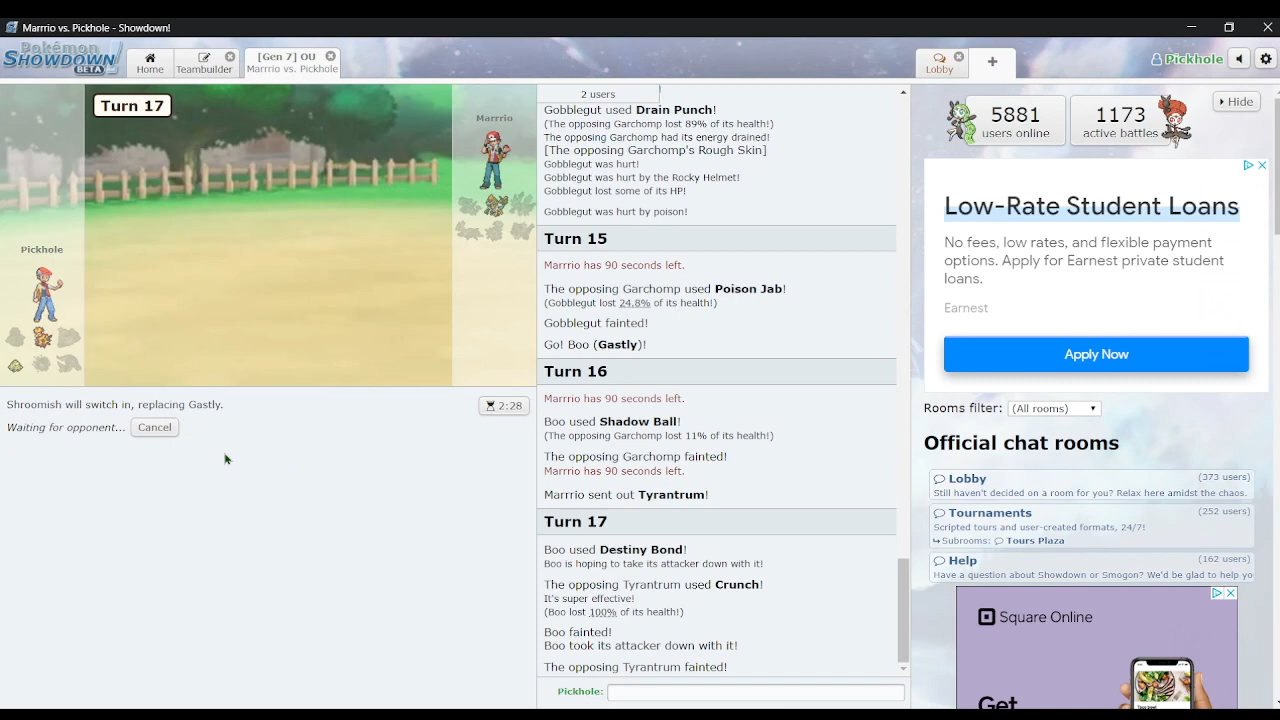 Marrrio vs. Pickhole - Showdown!
Pokémon
SHOWDOWN
BETA
Home
Teambuilder
[Gen 7] OU
Marrrio vs. Pickhole
Lobby
Pickhole
Turn 17
Marrrio
Pickhole
Shroomish will switch in, replacing Gastly.
2:28
Waiting for opponent...
Cancel
2 users
Gobblegut used Drain Punch!
(The opposing Garchomp lost 89% of its health!)
The opposing Garchomp had its energy drained!
[The opposing Garchomp's Rough Skin]
Gobblegut was hurt!
Gobblegut was hurt by the Rocky Helmet!
Gobblegut lost some of its HP!
Gobblegut was hurt by poison!
Turn 15
Marrrio has 90 seconds left.
The opposing Garchomp used Poison Jab!
(Gobblegut lost 24.8% of its health!)
Gobblegut fainted!
Go! Boo (Gastly)!
Turn 16
Marrrio has 90 seconds left.
Boo used Shadow Ball!
(The opposing Garchomp lost 11% of its health!)
The opposing Garchomp fainted!
Marrrio has 90 seconds left.
Marrrio sent out Tyrantrum!
Turn 17
Boo used Destiny Bond!
Boo is hoping to take its attacker down with it!
The opposing Tyrantrum used Crunch!
It's super effective!
(Boo lost 100% of its health!)
Boo fainted!
Boo took its attacker down with it!
The opposing Tyrantrum fainted!
Pickhole:
5881
users online
1173
active battles
Hide
Low-Rate Student Loans
No fees, low rates, and flexible payment
options. Apply for Earnest private student
loans.
Earnest
Apply Now
Rooms filter: (All rooms)
Official chat rooms
Lobby (373 users)
Still haven't decided on a room for you? Relax here amidst the chaos.
Tournaments (252 users)
Scripted tours and user-created formats, 24/7!
Subrooms: Tours Plaza
Help (162 users)
Have a question about Showdown or Smogon? We'd be glad to help yo
Square Online
Get